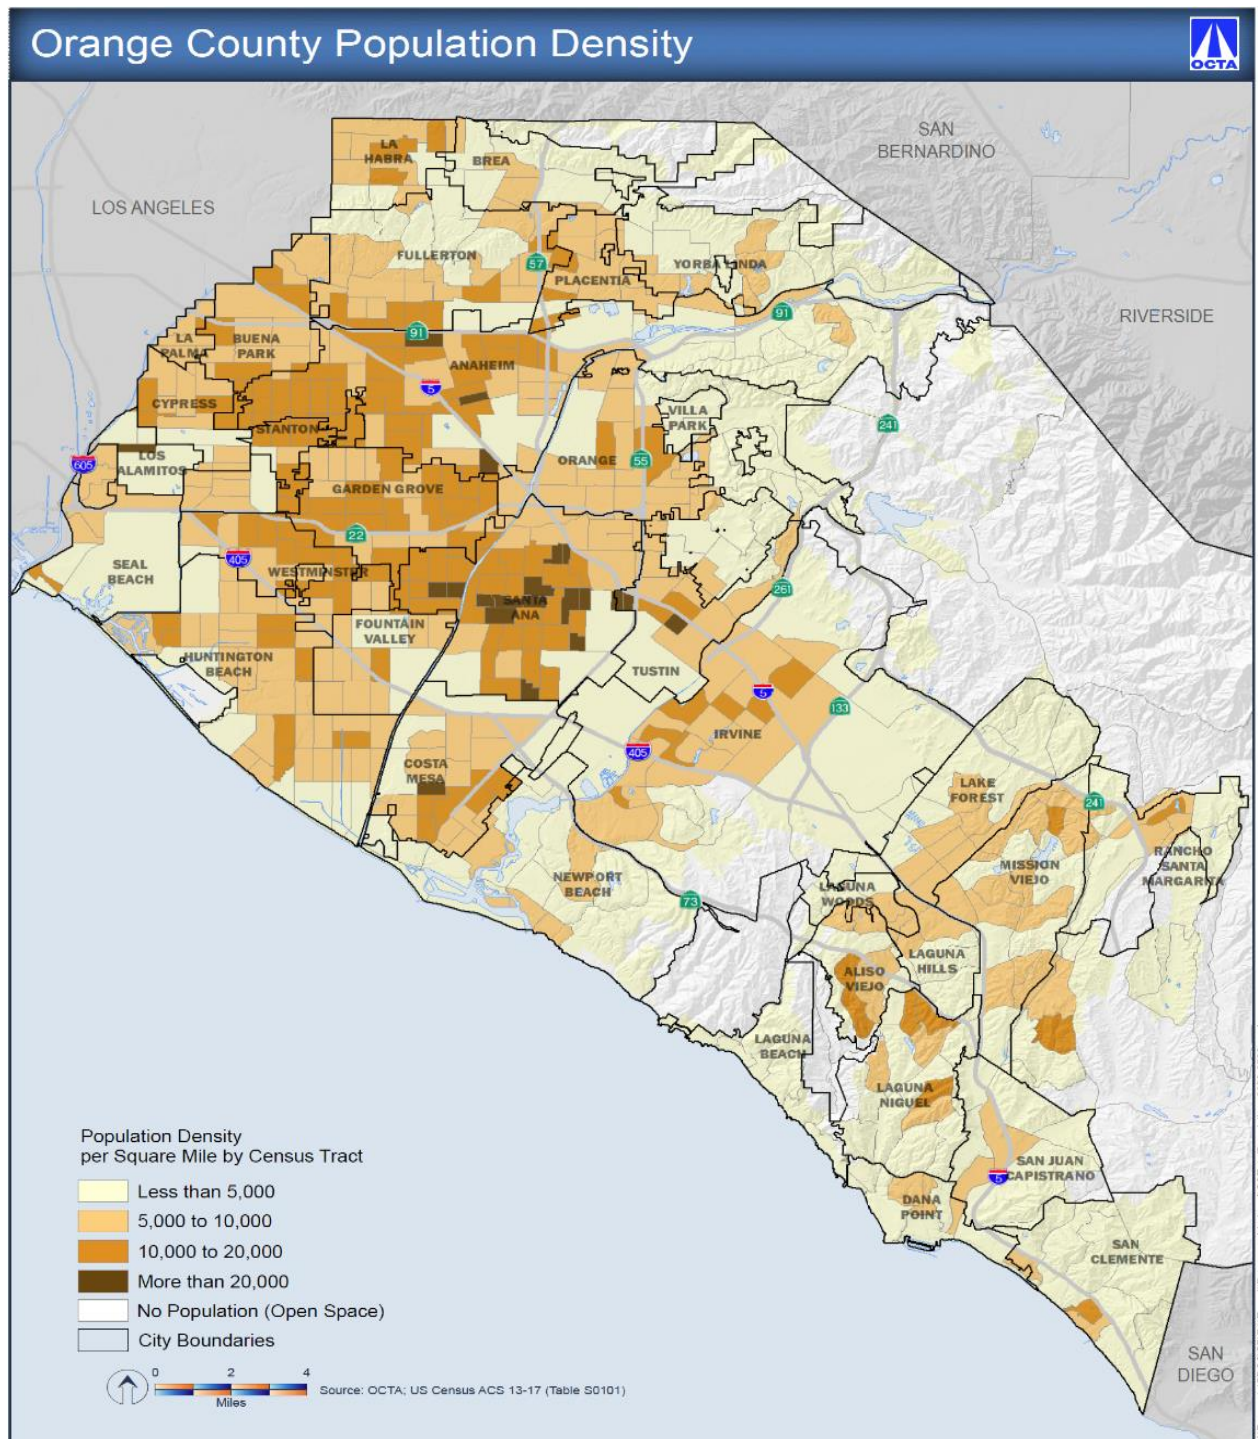 Orange County Population Density
OCTA
SAN
BERNARDINO
LOS ANGELES
LA
HABRA
BREA
FULLERTON
57
PLACENTIA
YORBA LINDA
91
RIVERSIDE
LA
PALMA
BUENA
PARK
91
ANAHEIM
5
CYPRESS
STANTON
VILLA
PARK
241
605
LOS
ALAMITOS
ORANGE
55
GARDEN GROVE
22
SEAL
BEACH
405
WESTMINSTER
SANTA
ANA
261
FOUNTAIN
VALLEY
HUNTINGTON
BEACH
TUSTIN
5
133
IRVINE
405
COSTA
MESA
LAKE
FOREST
241
RANCHO
SANTA
MARGARITA
MISSION
VIEJO
NEWPORT
BEACH
LAGUNA
WOODS
73
LAGUNA
HILLS
ALISO
VIEJO
LAGUNA
BEACH
LAGUNA
NIGUEL
SAN JUAN
CAPISTRANO
5
DANA
POINT
SAN
CLEMENTE
SAN
DIEGO
Population Density
per Square Mile by Census Tract
Less than 5,000
5,000 to 10,000
10,000 to 20,000
More than 20,000
No Population (Open Space)
City Boundaries
0 2 4
Miles
Source: OCTA; US Census ACS 13-17 (Table S0101)